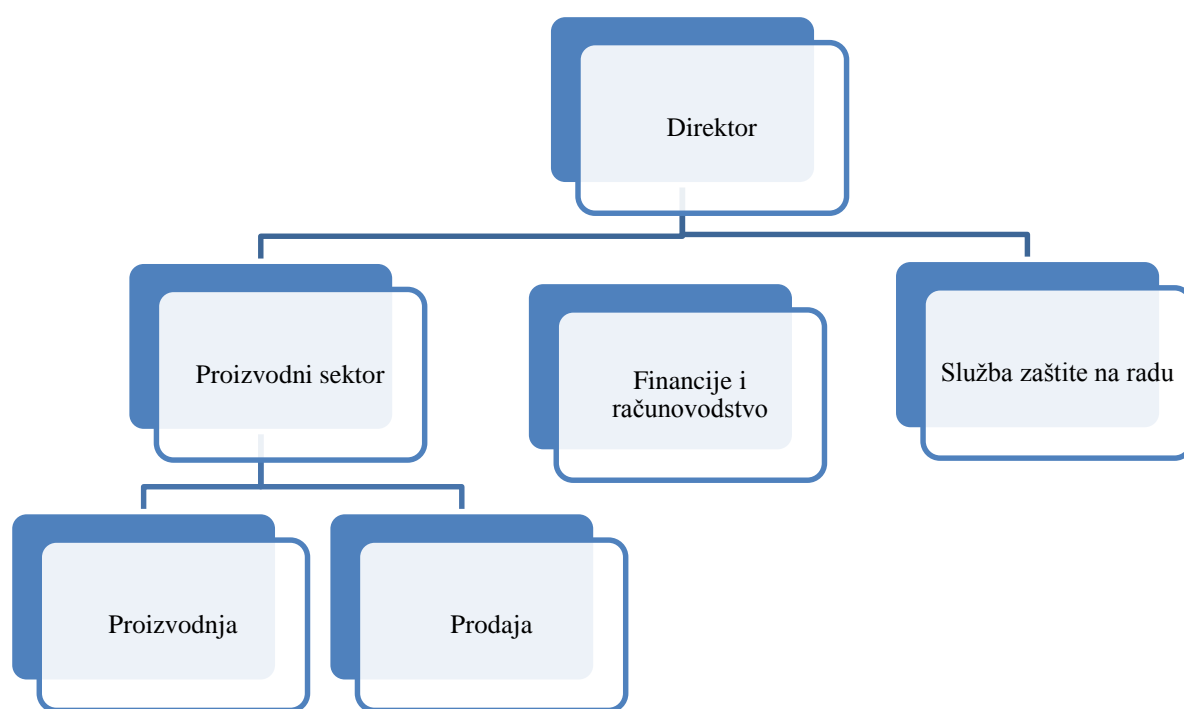 Direktor
Proizvodni sektor
Financije i
računovodstvo
Služba zaštite na radu
Proizvodnja
Prodaja